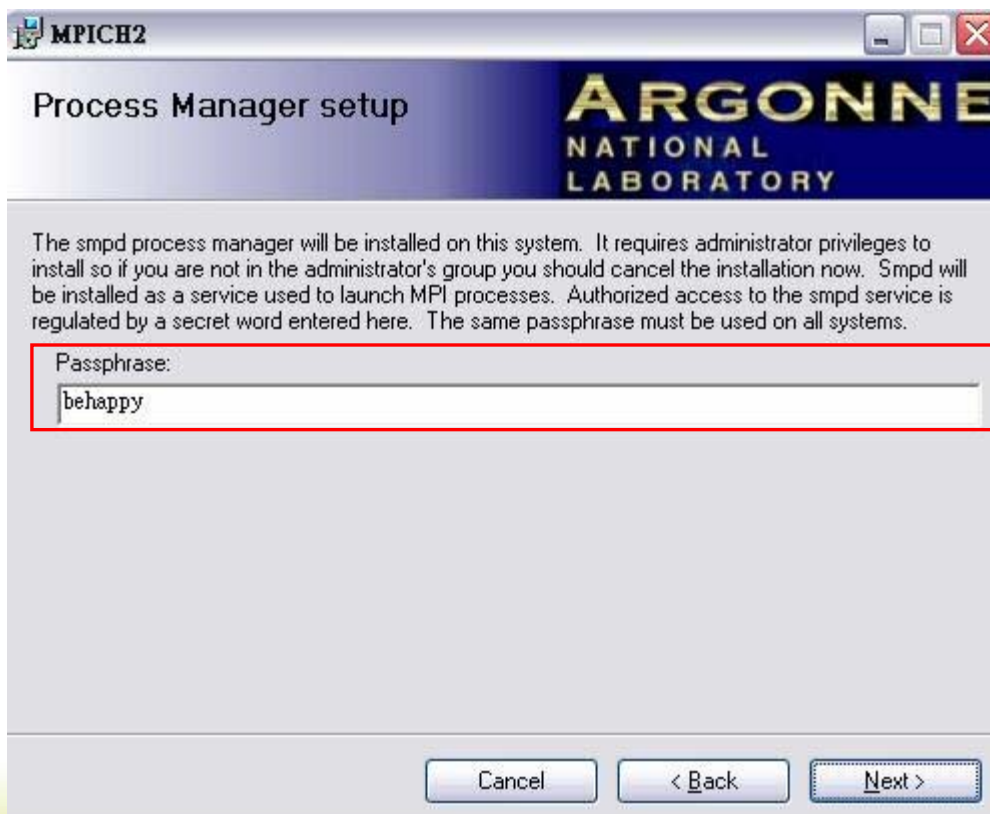 MPICH2
Process Manager setup
ARGONNE
NATIONAL
LABORATORY
The smpd process manager will be installed on this system. It requires administrator privileges to
install so if you are not in the administrator's group you should cancel the installation now. Smpd will
be installed as a service used to launch MPI processes. Authorized access to the smpd service is
regulated by a secret word entered here. The same passphrase must be used on all systems.
Passphrase:
behappy
Cancel
< Back
Next >